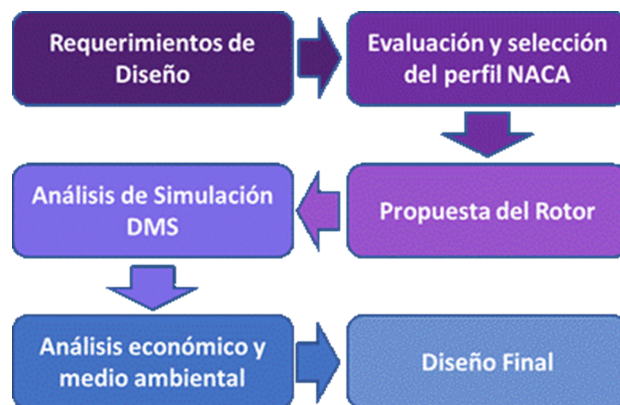 Requerimientos de
Diseño
Evaluación y selección
del perfil NACA
Propuesta del Rotor
Análisis de Simulación
DMS
Análisis económico y
medio ambiental
Diseño Final